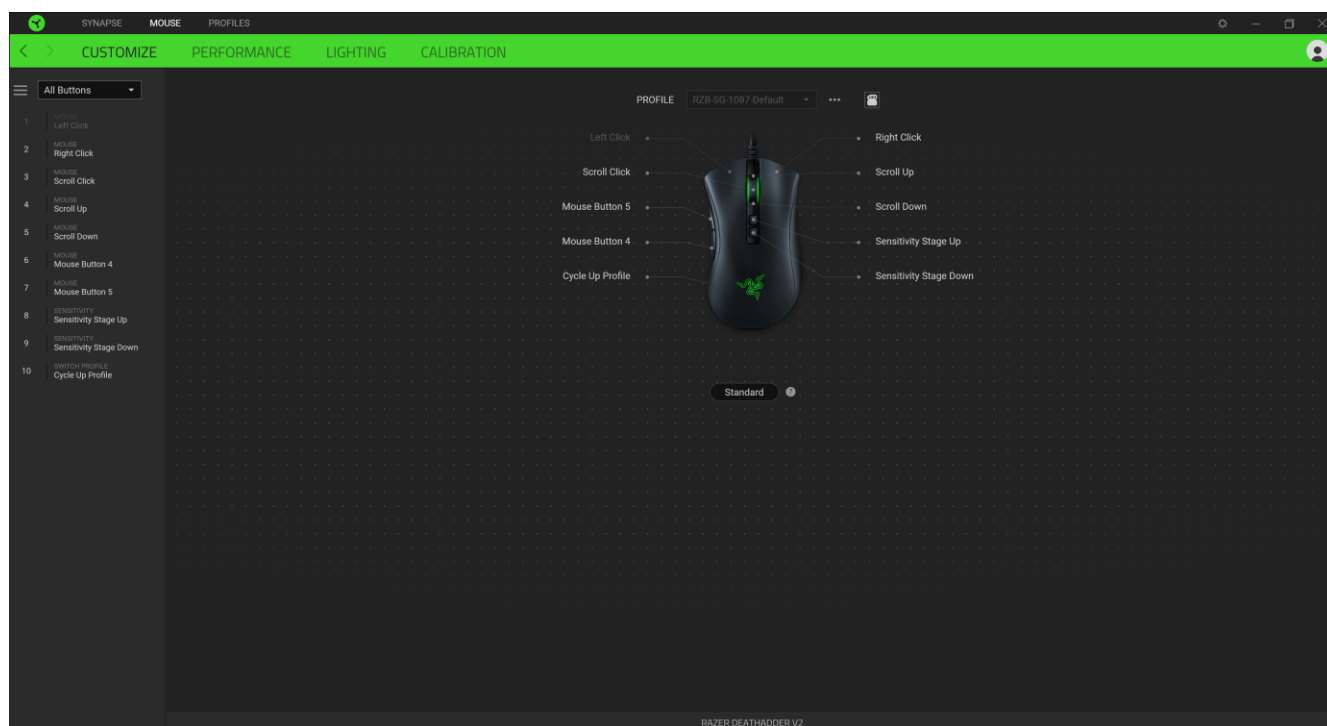 SYNAPSE MOUSE PROFILES
CUSTOMIZE PERFORMANCE LIGHTING CALIBRATION
All Buttons
1 MOUSE
Left Click
2 MOUSE
Right Click
3 MOUSE
Scroll Click
4 MOUSE
Scroll Up
5 MOUSE
Scroll Down
6 MOUSE
Mouse Button 4
7 MOUSE
Mouse Button 5
8 SENSITIVITY
Sensitivity Stage Up
9 SENSITIVITY
Sensitivity Stage Down
10 SWITCH PROFILE
Cycle Up Profile
PROFILE RZB-SG-1087-Default
Left Click Right Click
Scroll Click Scroll Up
Mouse Button 5 Scroll Down
Mouse Button 4 Sensitivity Stage Up
Cycle Up Profile Sensitivity Stage Down
Standard ?
RAZER DEATHADDER V2